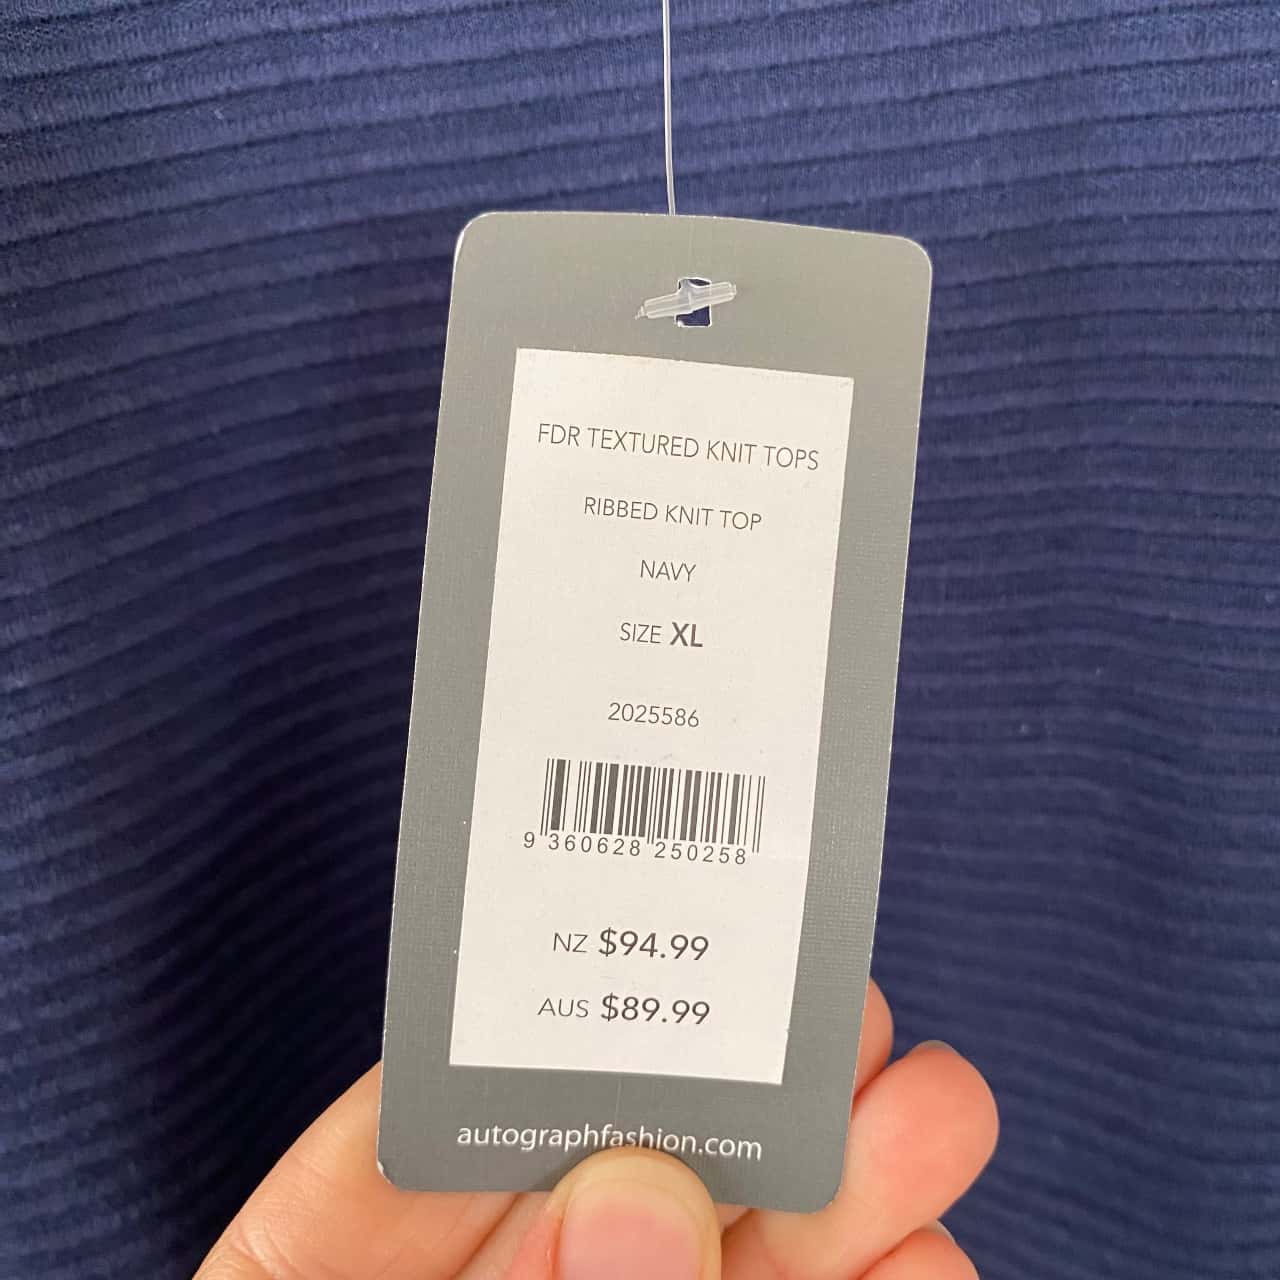 FDR TEXTURED KNIT TOPS
RIBBED KNIT TOP
NAVY
SIZE XL
2025586
9 360628 250258
NZ $94.99
AUS $89.99
autographfashion.com